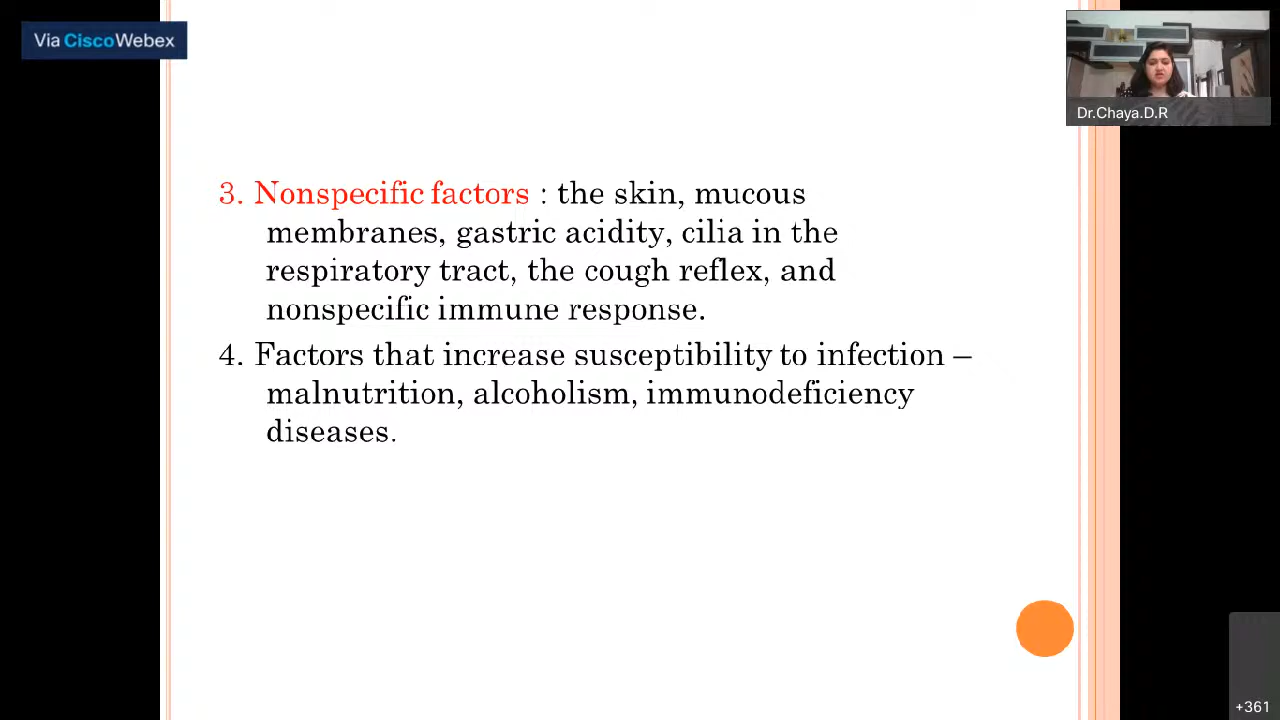 Via CiscoWebex
Dr.Chaya.D.R
3. Nonspecific factors : the skin, mucous
membranes, gastric acidity, cilia in the
respiratory tract, the cough reflex, and
nonspecific immune response.
4. Factors that increase susceptibility to infection –
malnutrition, alcoholism, immunodeficiency
diseases.
+361